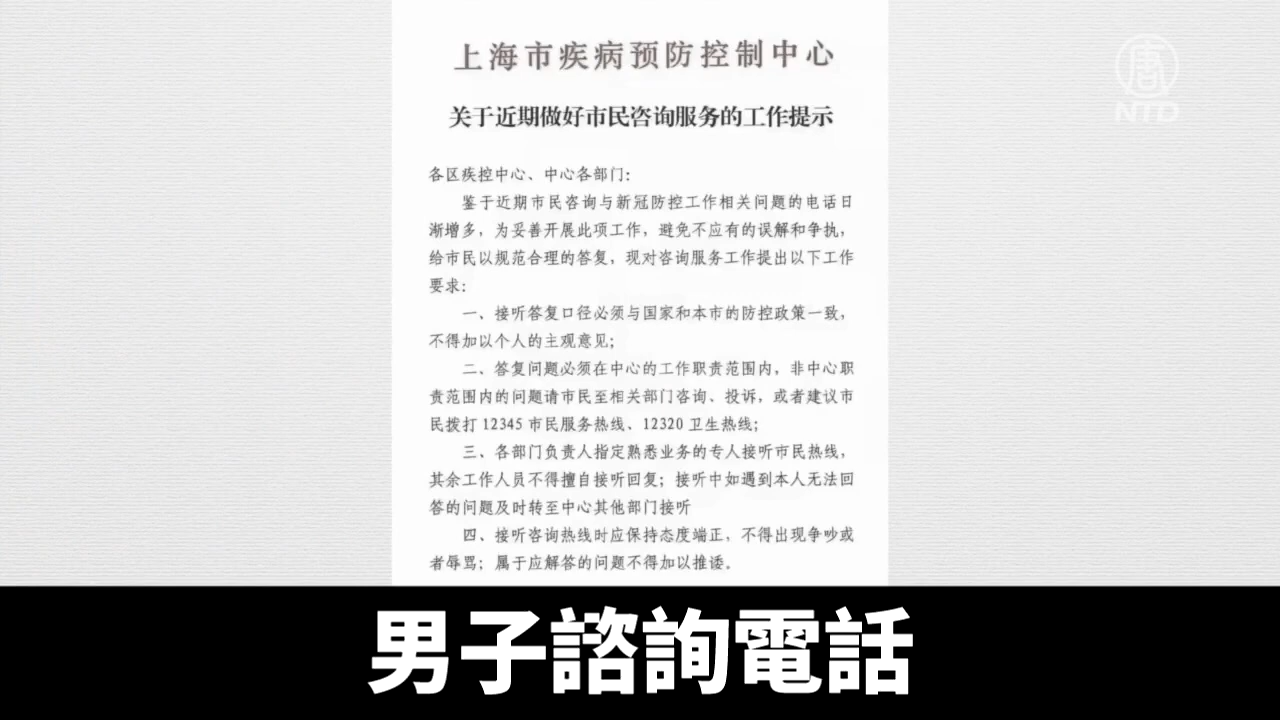 上海市疾病预防控制中心
唐
NTD
关于近期做好市民咨询服务的工作提示
各区疾控中心、中心各部门：
鉴于近期市民咨询与新冠防控工作相关问题的电话日
渐增多，为妥善开展此项工作，避免不应有的误解和争执，
给市民以规范合理的答复，现对咨询服务工作提出以下工作
要求：
一、接听答复口径必须与国家和本市的防控政策一致，
不得加以个人的主观意见；
二、答复问题必须在中心的工作职责范围内，非中心职
责范围内的问题请市民至相关部门咨询、投诉，或者建议市
民拨打 12345 市民服务热线、12320 卫生热线；
三、各部门负责人指定熟悉业务的专人接听市民热线，
其余工作人员不得擅自接听回复；接听中如遇到本人无法回
答的问题及时转至中心其他部门接听
四、接听咨询热线时应保持态度端正，不得出现争吵或
者辱骂；属于应解答的问题不得加以推诿。
男子諮詢電話